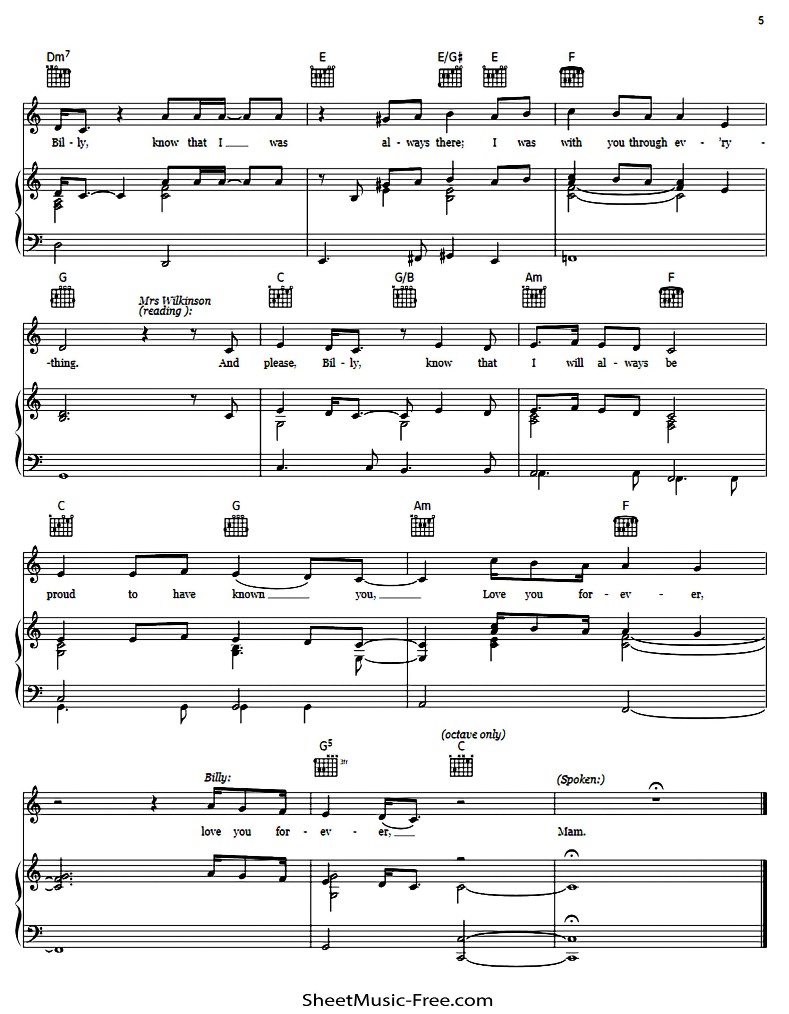 5
Dm7 E E/G# E F
Bil - ly, know that I ___ was al - ways there; I was with you through ev - 'ry -
G C G/B Am F
Mrs Wilkinson
(reading ):
-thing. And please, Bil - ly, know that I will al - ways be
C G Am F
proud to have known ___ you, ___ Love you for - ev - er,
(octave only)
G5 3fr C
Billy: (Spoken:)
love you for - ev - er, ___ Mam.
SheetMusic-Free.com